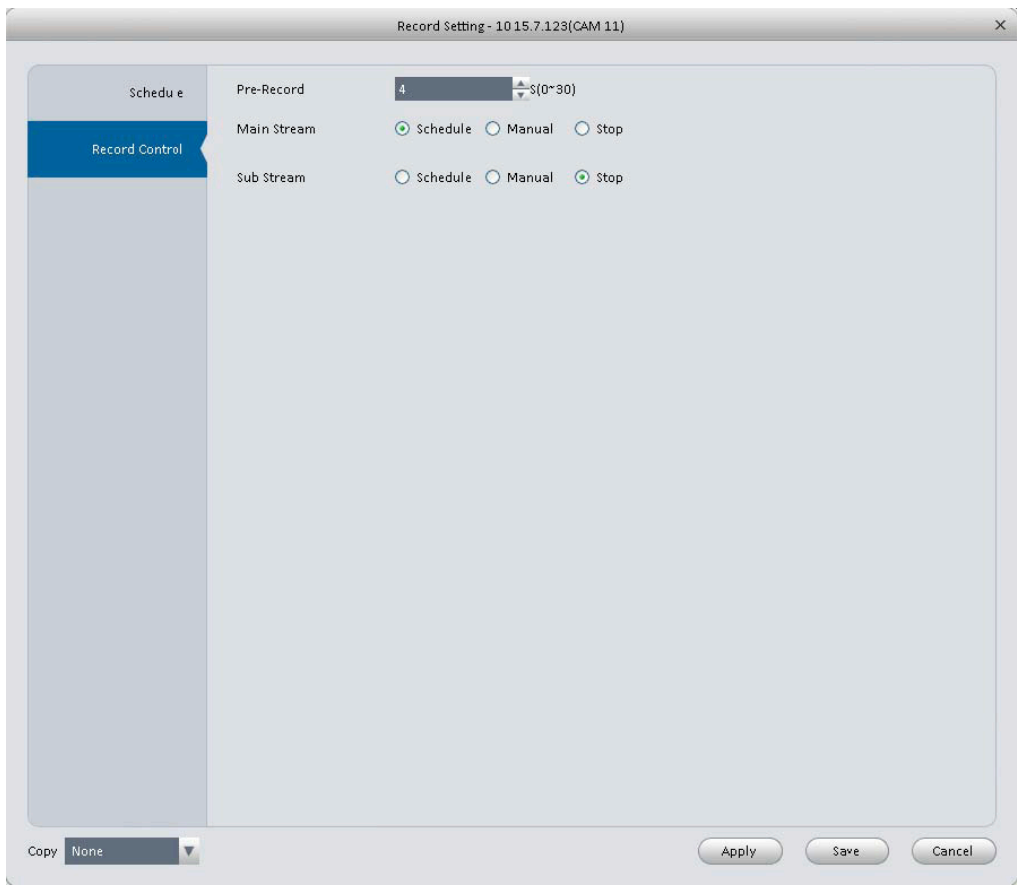 Record Setting - 10 15.7.123(CAM 11)
Schedu e
Record Control
Pre-Record 4 S(0~30)
Main Stream Schedule Manual Stop
Sub Stream Schedule Manual Stop
Copy None Apply Save Cancel